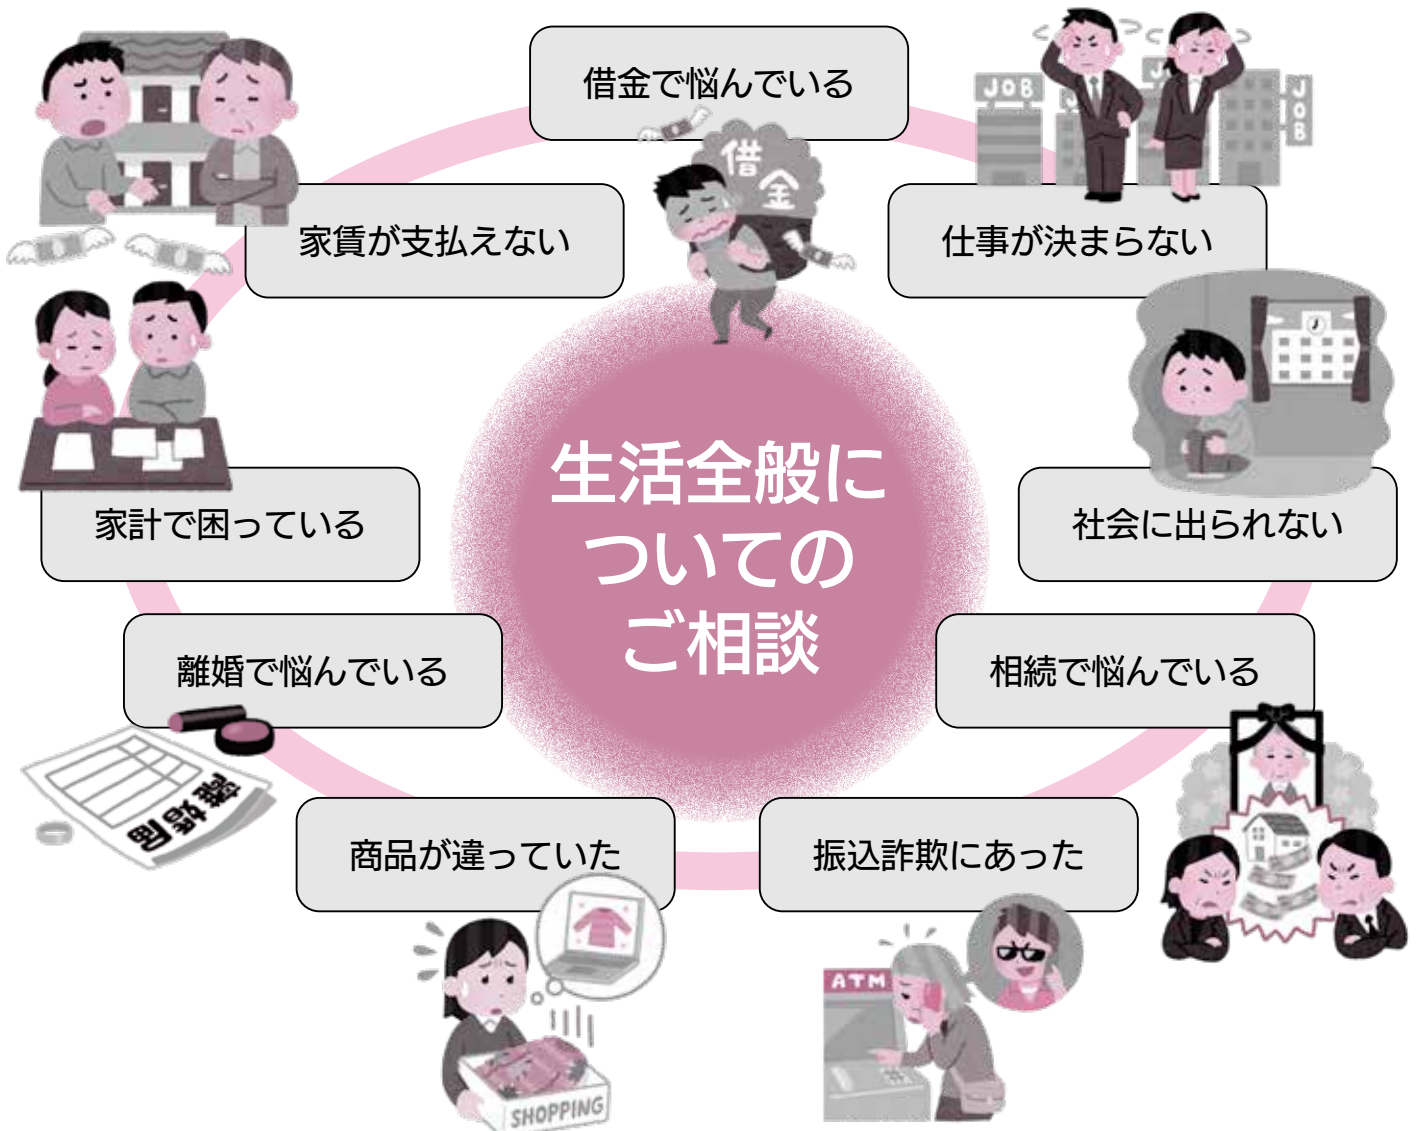 借金で悩んでいる
借
金
JOB
J
J
JOB
家賃が支払えない
仕事が決まらない
生活全般に
ついての
ご相談
家計で困っている
社会に出られない
離婚で悩んでいる
相続で悩んでいる
離婚届
商品が違っていた
振込詐欺にあった
ATM
SHOPPING